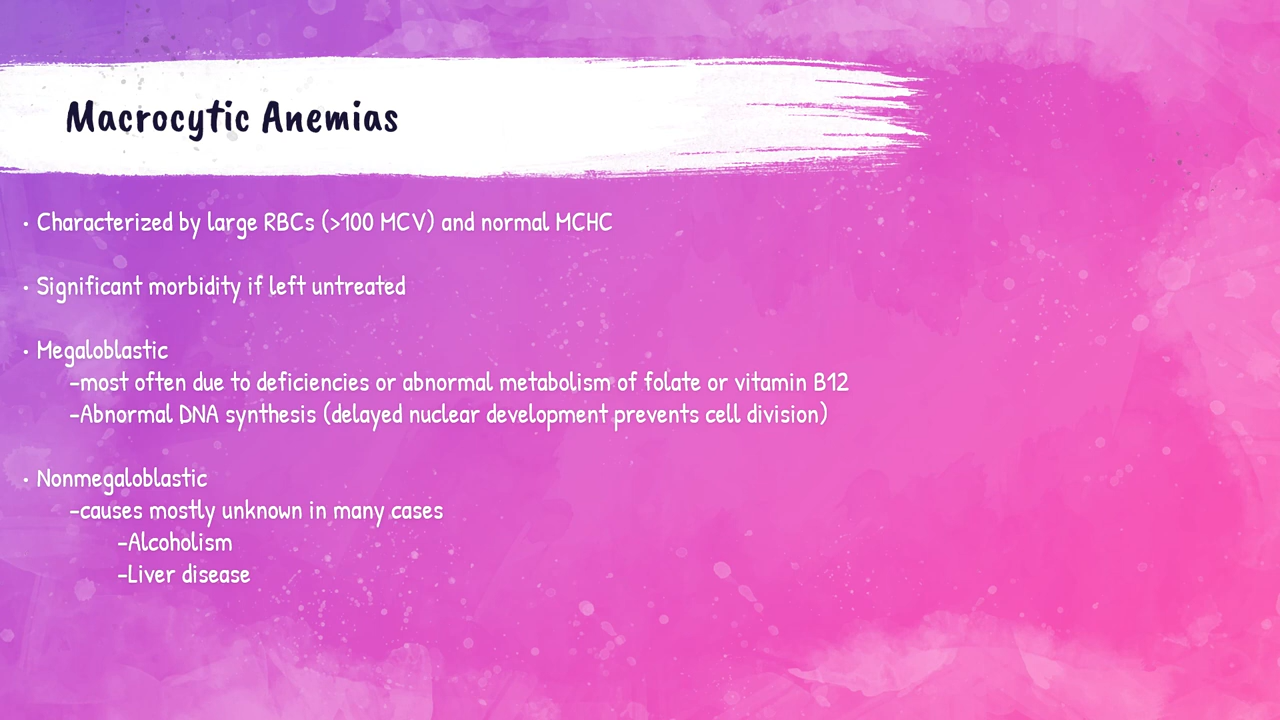 Macrocytic Anemias
• Characterized by large RBCs (>100 MCV) and normal MCHC
• Significant morbidity if left untreated
• Megaloblastic
-most often due to deficiencies or abnormal metabolism of folate or vitamin B12
-Abnormal DNA synthesis (delayed nuclear development prevents cell division)
• Nonmegaloblastic
-causes mostly unknown in many cases
-Alcoholism
-Liver disease